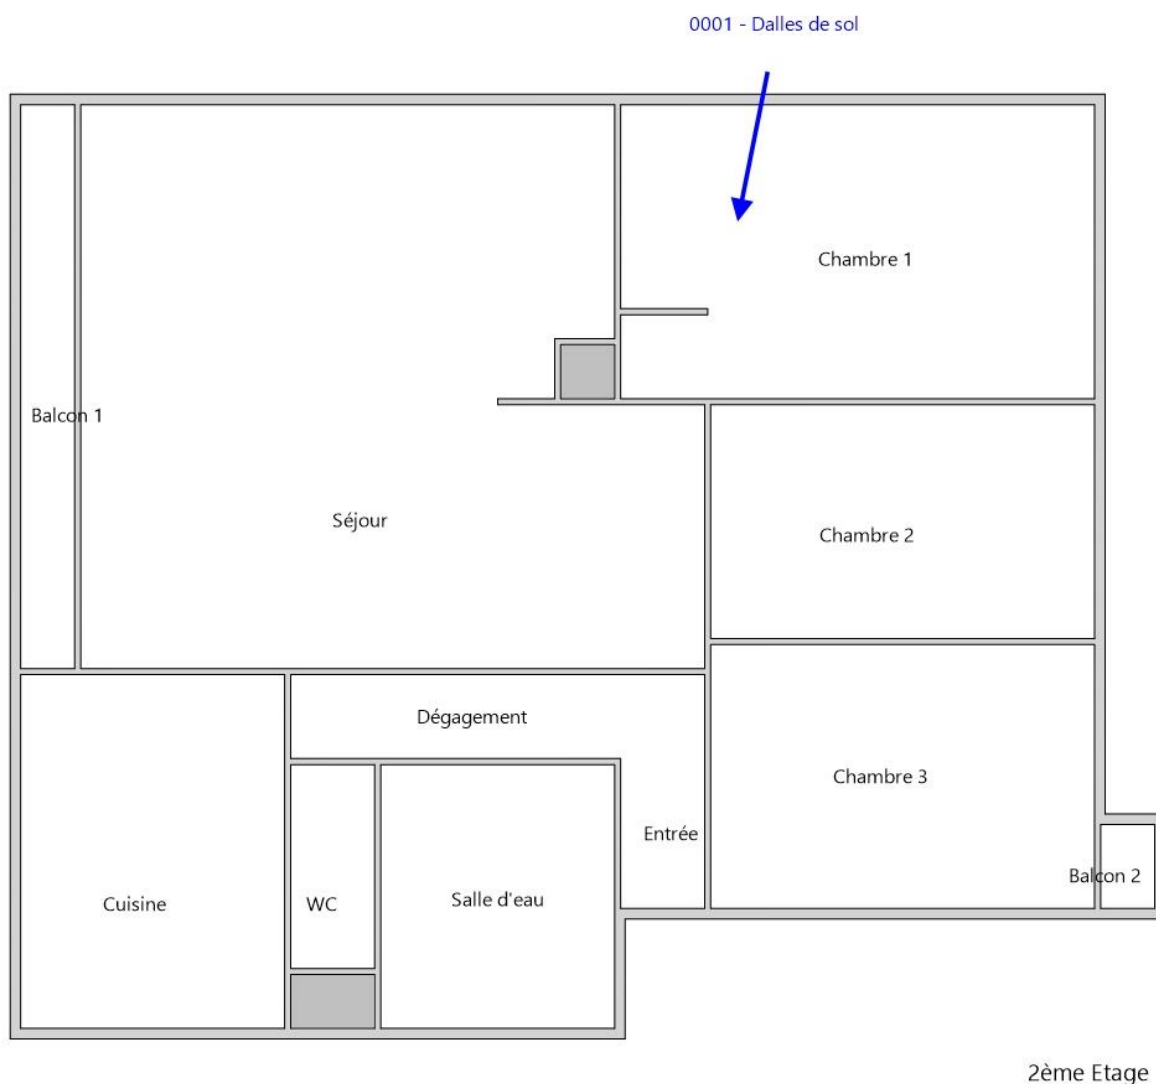 0001 - Dalles de sol
Chambre 1
Balcon 1
Séjour
Chambre 2
Dégagement
Chambre 3
Entrée
Balcon 2
Cuisine
WC
Salle d'eau
2ème Etage